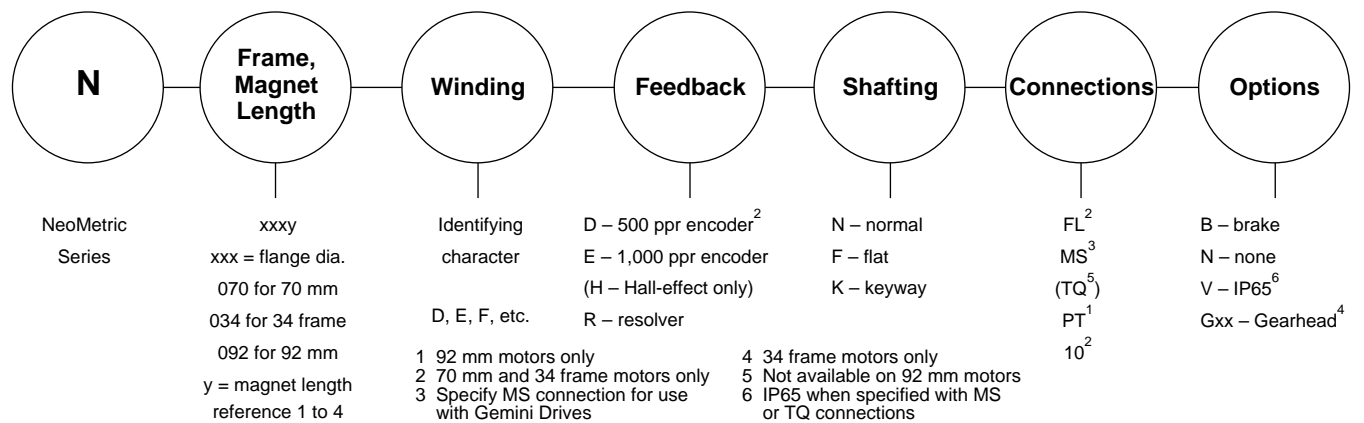 N
Frame,
Magnet
Length
Winding
Feedback
Shafting
Connections
Options
NeoMetric
Series
xxxy
xxx = flange dia.
070 for 70 mm
034 for 34 frame
092 for 92 mm
y = magnet length
reference 1 to 4
Identifying
character
D, E, F, etc.
D – 500 ppr encoder²
E – 1,000 ppr encoder
(H – Hall-effect only)
R – resolver
N – normal
F – flat
K – keyway
FL²
MS³
(TQ⁵)
PT¹
10²
B – brake
N – none
V – IP65⁶
Gxx – Gearhead⁴
1 92 mm motors only
2 70 mm and 34 frame motors only
3 Specify MS connection for use
with Gemini Drives
4 34 frame motors only
5 Not available on 92 mm motors
6 IP65 when specified with MS
or TQ connections